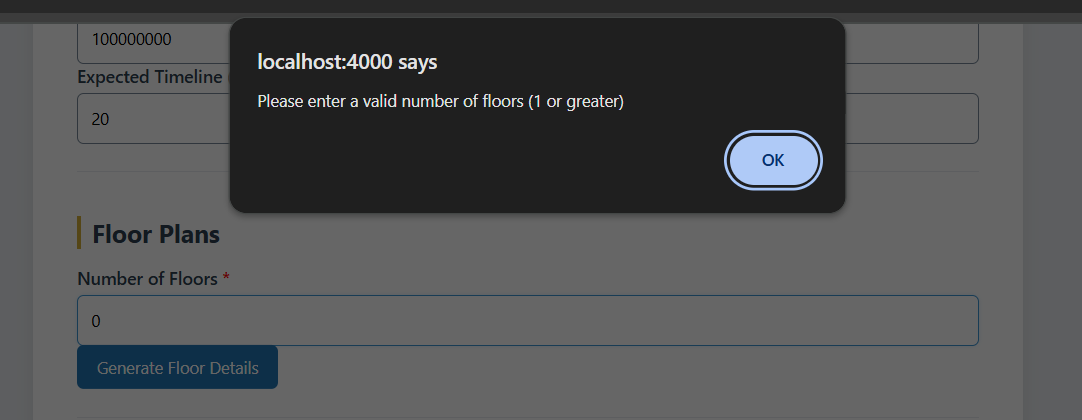 100000000
localhost:4000 says
Expected Timeline
Please enter a valid number of floors (1 or greater)
20
OK
Floor Plans
Number of Floors *
0
Generate Floor Details